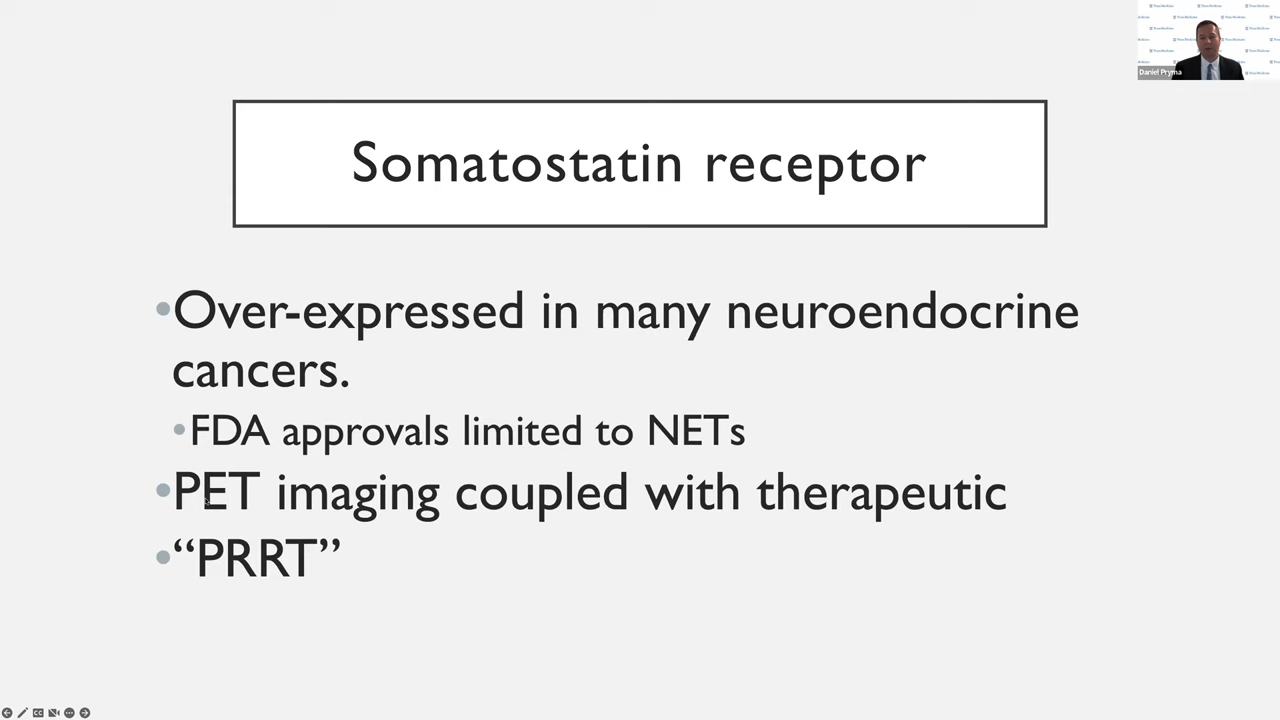 Daniel Pryma
Somatostatin receptor
•Over-expressed in many neuroendocrine
cancers.
•FDA approvals limited to NETs
•PET imaging coupled with therapeutic
•“PRRT”